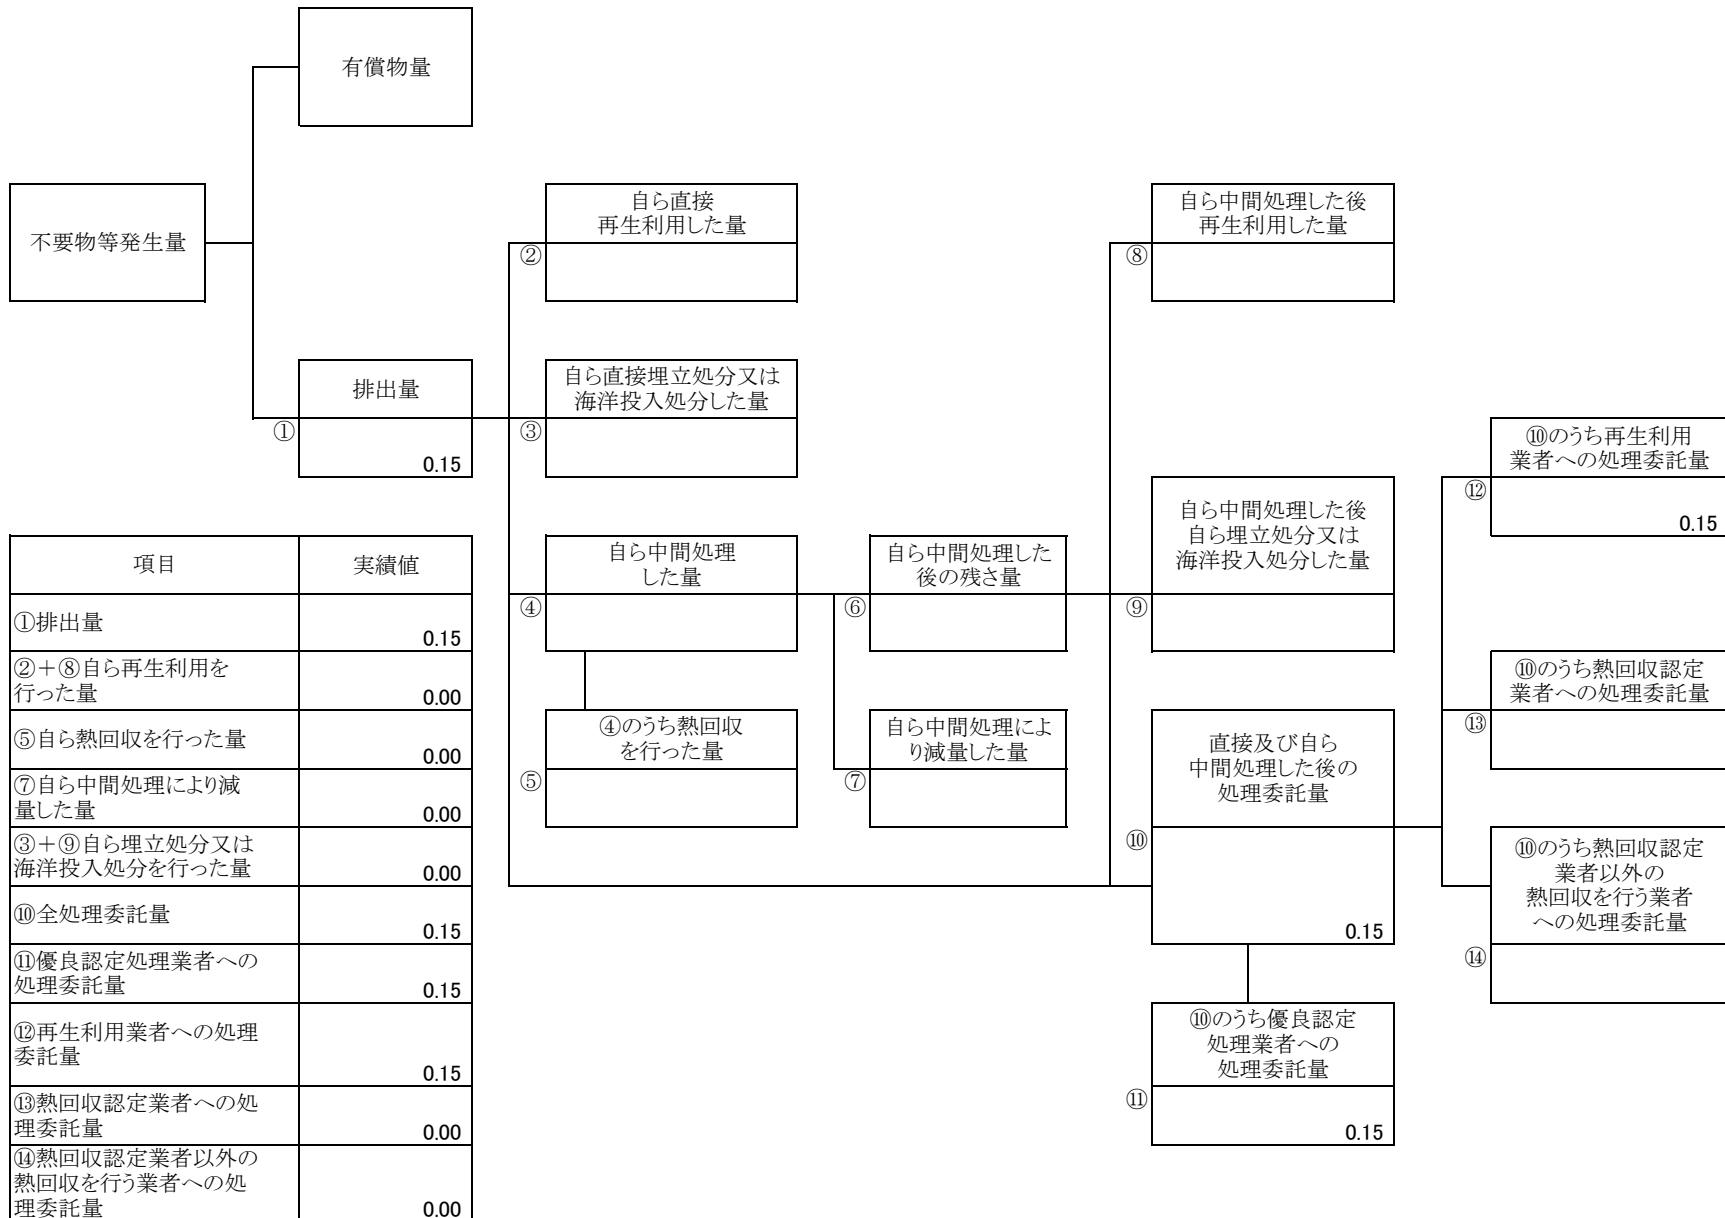 有償物量
不要物等発生量
排出量
①
0.15
自ら直接
再生利用した量
②
自ら直接埋立処分又は
海洋投入処分した量
③
自ら中間処理
した量
④
④のうち熱回収
を行った量
⑤
自ら中間処理した
後の残さ量
⑥
自ら中間処理によ
り減量した量
⑦
自ら中間処理した後
再生利用した量
⑧
自ら中間処理した後
自ら埋立処分又は
海洋投入処分した量
⑨
直接及び自ら
中間処理した後の
処理委託量
⑩
0.15
⑩のうち優良認定
処理業者への
処理委託量
⑪
0.15
⑩のうち再生利用
業者への処理委託量
⑫
0.15
⑩のうち熱回収認定
業者への処理委託量
⑬
⑩のうち熱回収認定
業者以外の
熱回収を行う業者
への処理委託量
⑭
項目 実績値
①排出量
0.15
②+⑧自ら再生利用を
行った量
0.00
⑤自ら熱回収を行った量
0.00
⑦自ら中間処理により減
量した量
0.00
③+⑨自ら埋立処分又は
海洋投入処分を行った量
0.00
⑩全処理委託量
0.15
⑪優良認定処理業者への
処理委託量
0.15
⑫再生利用業者への処理
委託量
0.15
⑬熱回収認定業者への処
理委託量
0.00
⑭熱回収認定業者以外の
熱回収を行う業者への処
理委託量
0.00